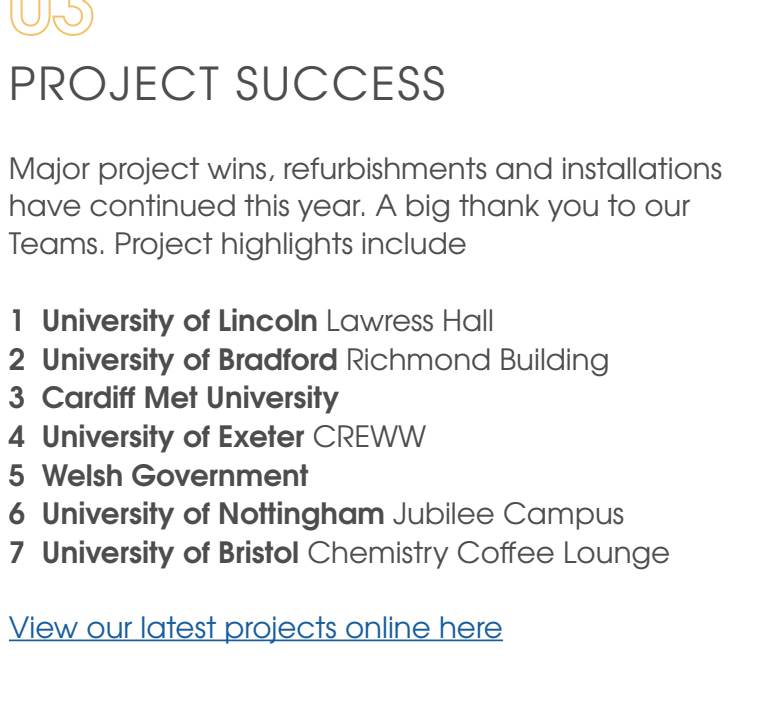 03
PROJECT SUCCESS
Major project wins, refurbishments and installations
have continued this year. A big thank you to our
Teams. Project highlights include
1 University of Lincoln Lawress Hall
2 University of Bradford Richmond Building
3 Cardiff Met University
4 University of Exeter CREWW
5 Welsh Government
6 University of Nottingham Jubilee Campus
7 University of Bristol Chemistry Coffee Lounge
View our latest projects online here